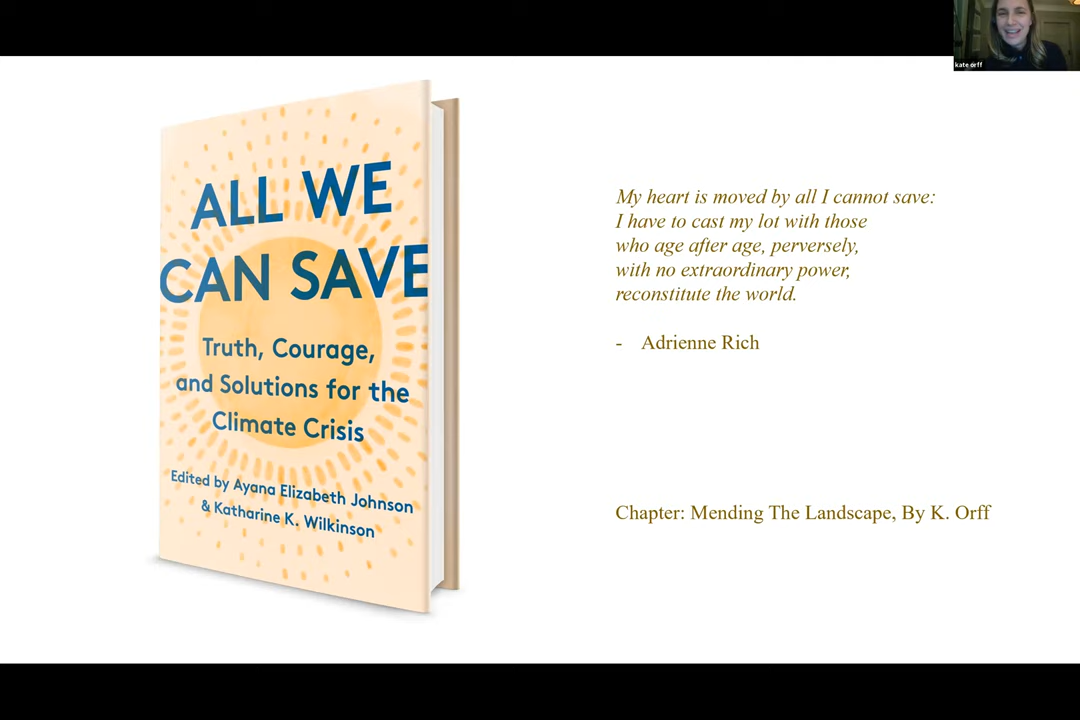 kate orff
ALL WE
CAN SAVE
Truth, Courage,
and Solutions for the
Climate Crisis
Edited by Ayana Elizabeth Johnson
& Katharine K. Wilkinson
My heart is moved by all I cannot save:
I have to cast my lot with those
who age after age, perversely,
with no extraordinary power,
reconstitute the world.
- Adrienne Rich
Chapter: Mending The Landscape, By K. Orff